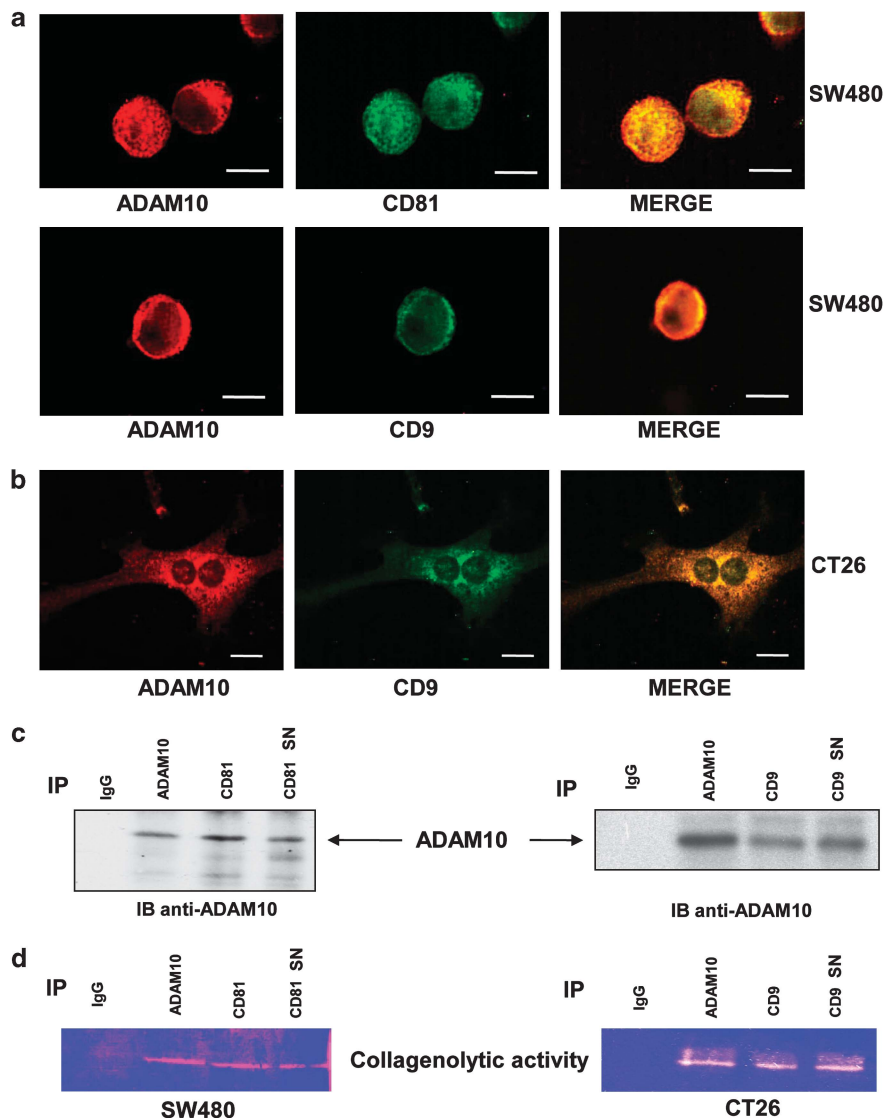 a
SW480
ADAM10 CD81 MERGE
SW480
ADAM10 CD9 MERGE
b
CT26
ADAM10 CD9 MERGE
c
IP IgG ADAM10 CD81 CD81 SN
IP IgG ADAM10 CD9 CD9 SN
ADAM10
IB anti-ADAM10 IB anti-ADAM10
d
IP IgG ADAM10 CD81 CD81 SN
IP IgG ADAM10 CD9 CD9 SN
Collagenolytic activity
SW480 CT26